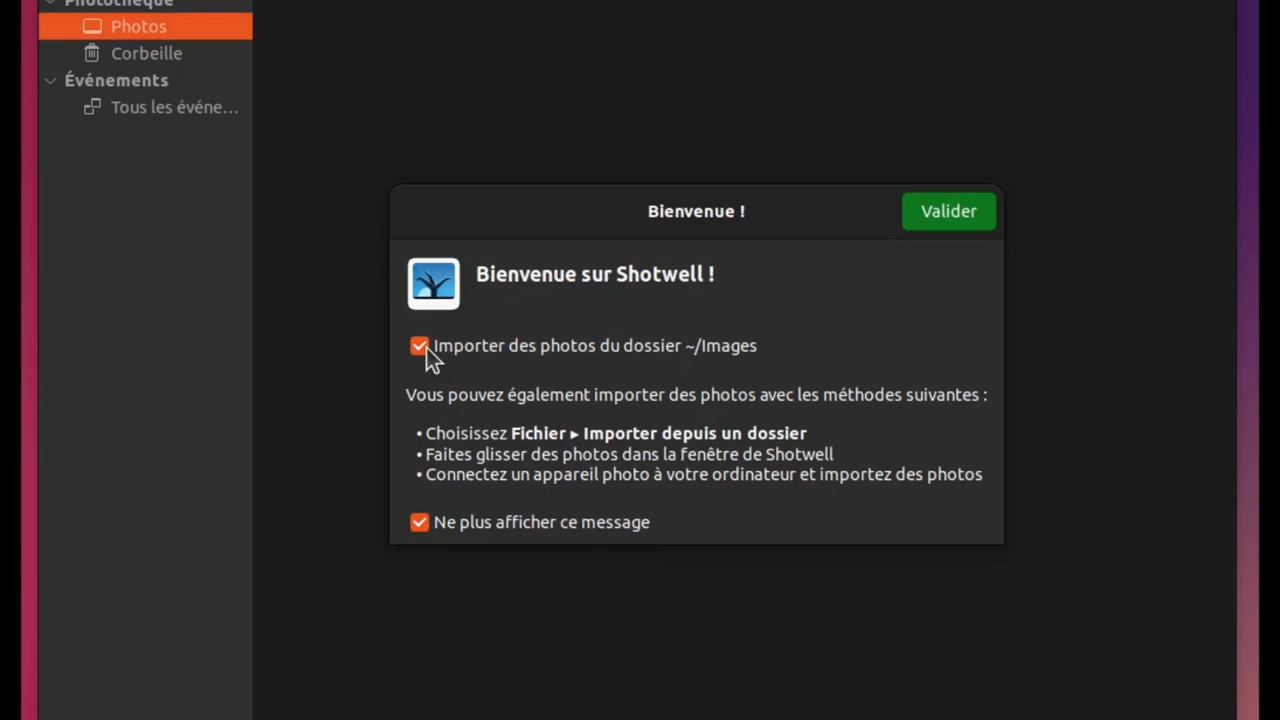 Photothèque
Photos
Corbeille
Événements
Tous les événe…
Bienvenue !
Valider
Bienvenue sur Shotwell !
Importer des photos du dossier ~/Images
Vous pouvez également importer des photos avec les méthodes suivantes :
• Choisissez Fichier ▸ Importer depuis un dossier
• Faites glisser des photos dans la fenêtre de Shotwell
• Connectez un appareil photo à votre ordinateur et importez des photos
Ne plus afficher ce message